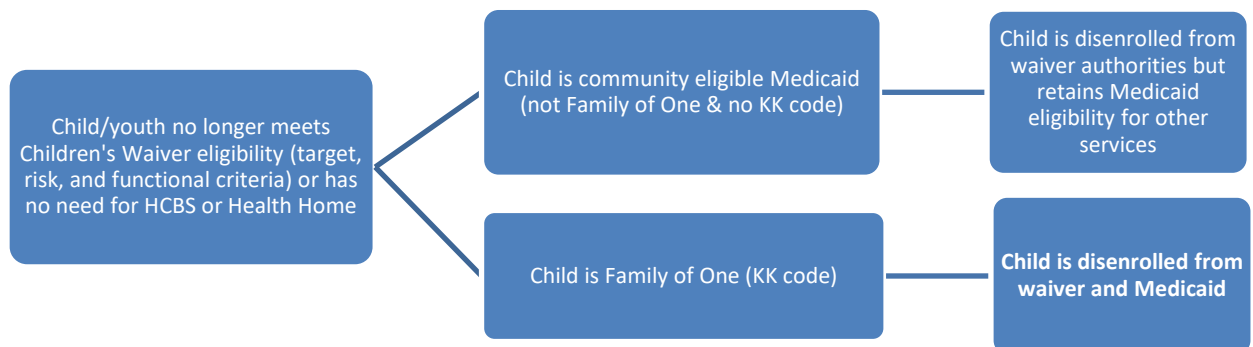 Child/youth no longer meets
Children's Waiver eligibility (target,
risk, and functional criteria) or has
no need for HCBS or Health Home
Child is community eligible Medicaid
(not Family of One & no KK code)
Child is disenrolled from
waiver authorities but
retains Medicaid
eligibility for other
services
Child is Family of One (KK code)
Child is disenrolled from
waiver and Medicaid